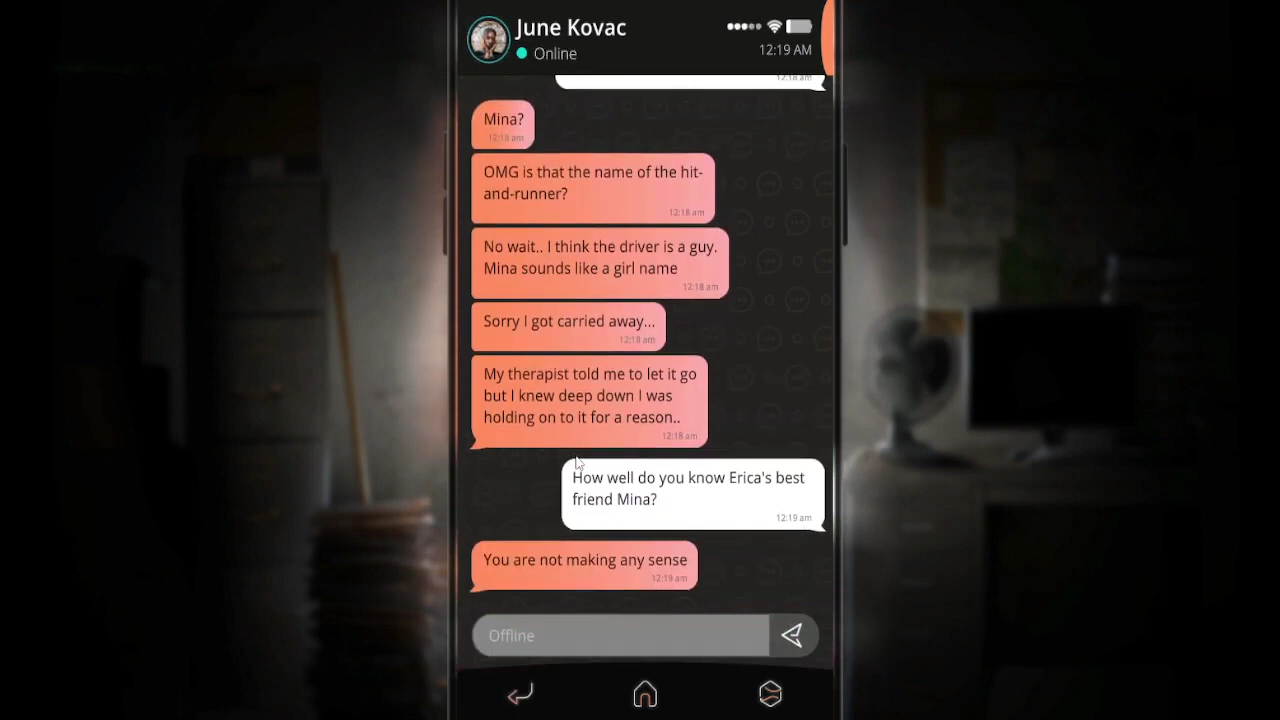 June Kovac
Online
12:19 AM
12:18 am
Mina?
12:18 am
OMG is that the name of the hit-
and-runner?
12:18 am
No wait.. I think the driver is a guy.
Mina sounds like a girl name
12:18 am
Sorry I got carried away...
12:18 am
My therapist told me to let it go
but I knew deep down I was
holding on to it for a reason..
12:18 am
How well do you know Erica's best
friend Mina?
12:19 am
You are not making any sense
12:19 am
Offline